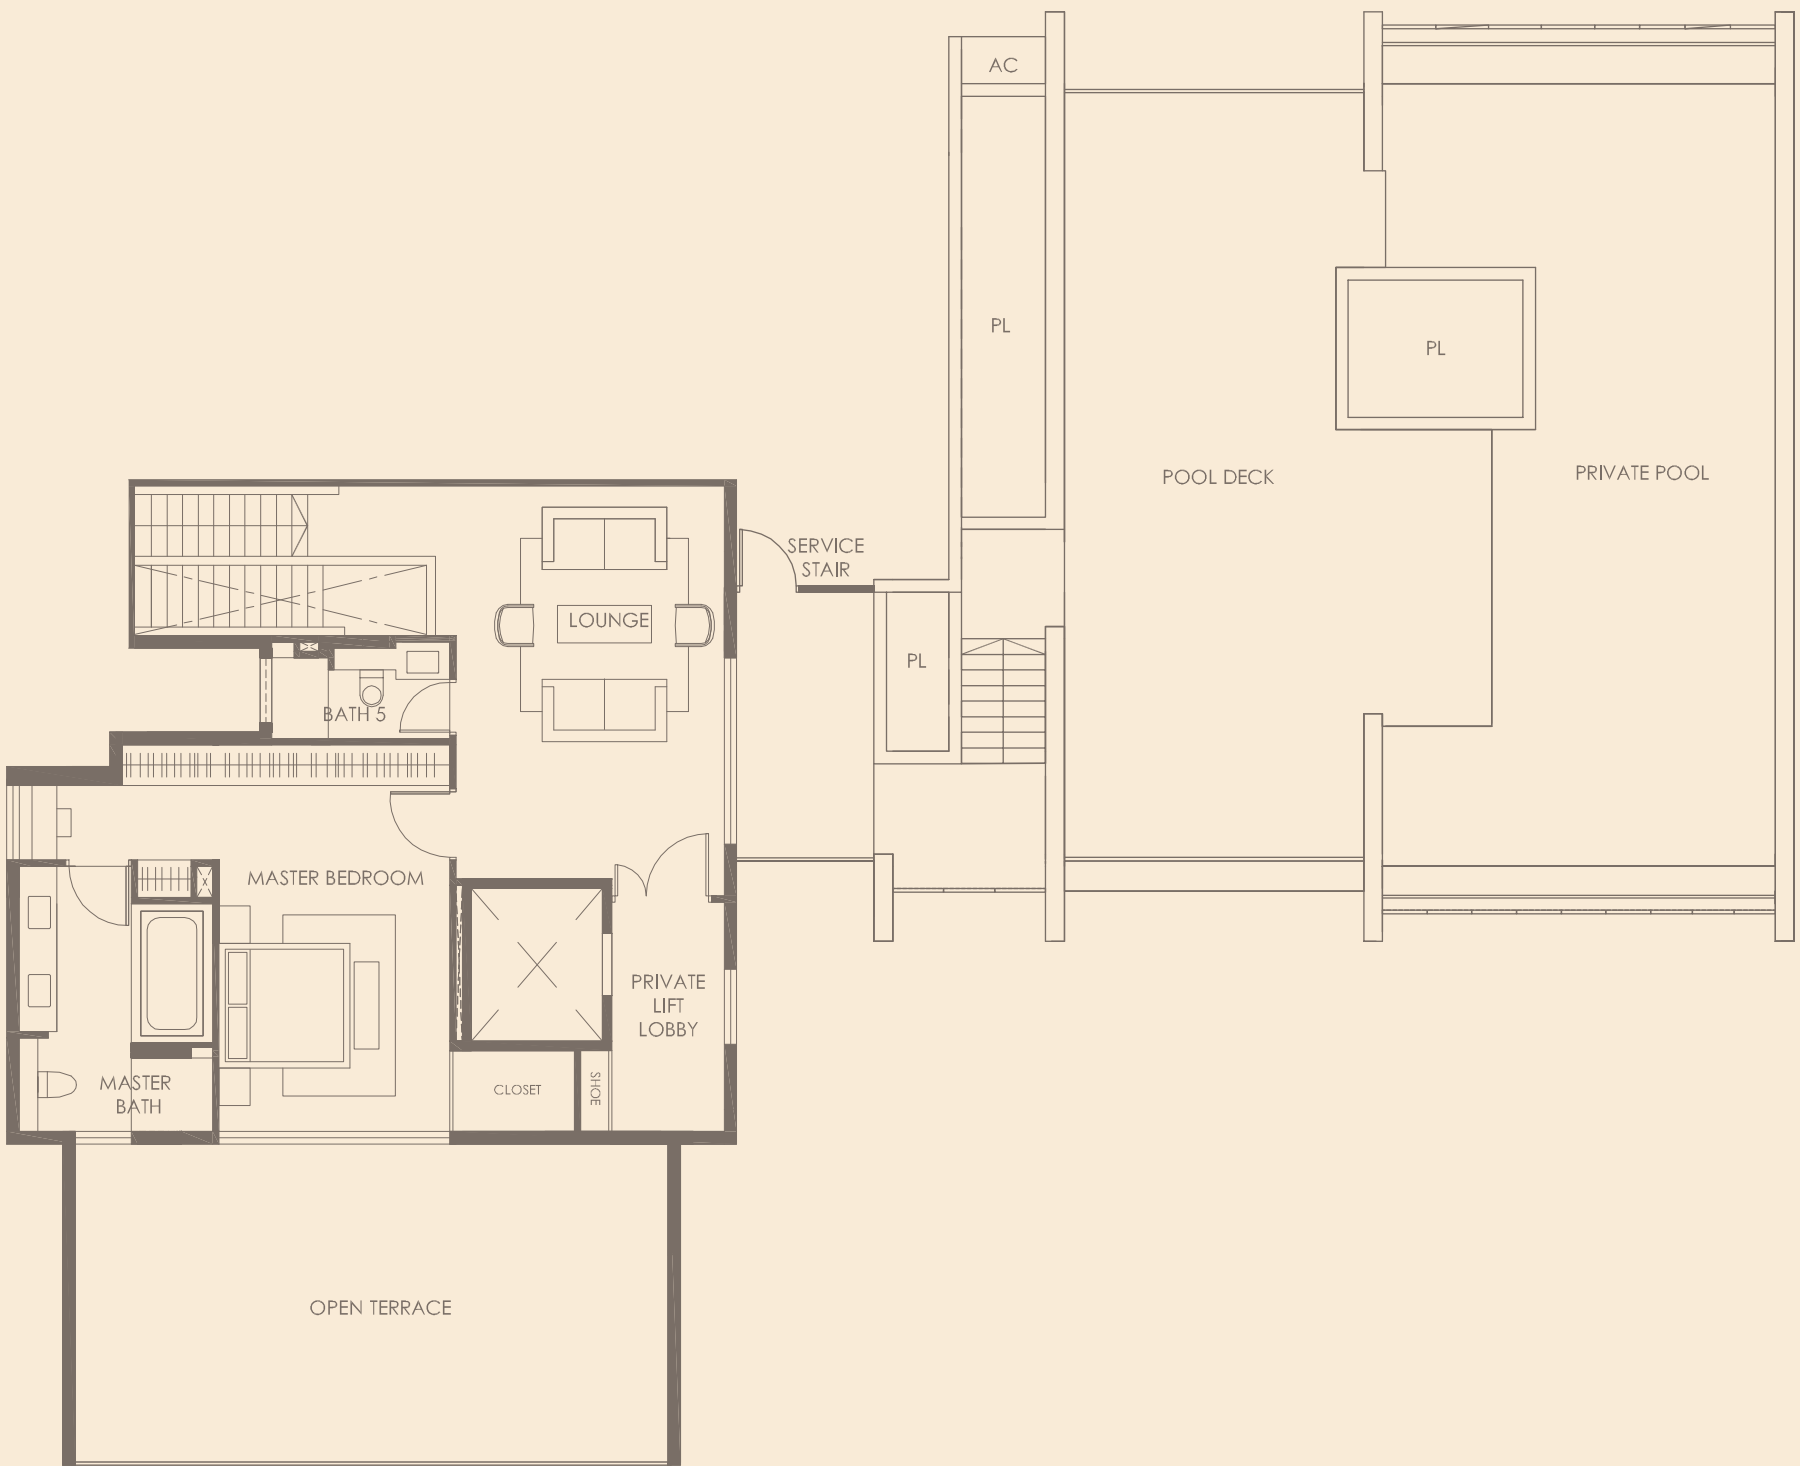 AC
PL
PL
POOL DECK
PRIVATE POOL
SERVICE
STAIR
LOUNGE
PL
BATH 5
MASTER BEDROOM
PRIVATE
LIFT
LOBBY
MASTER
BATH
CLOSET
SHOE
OPEN TERRACE